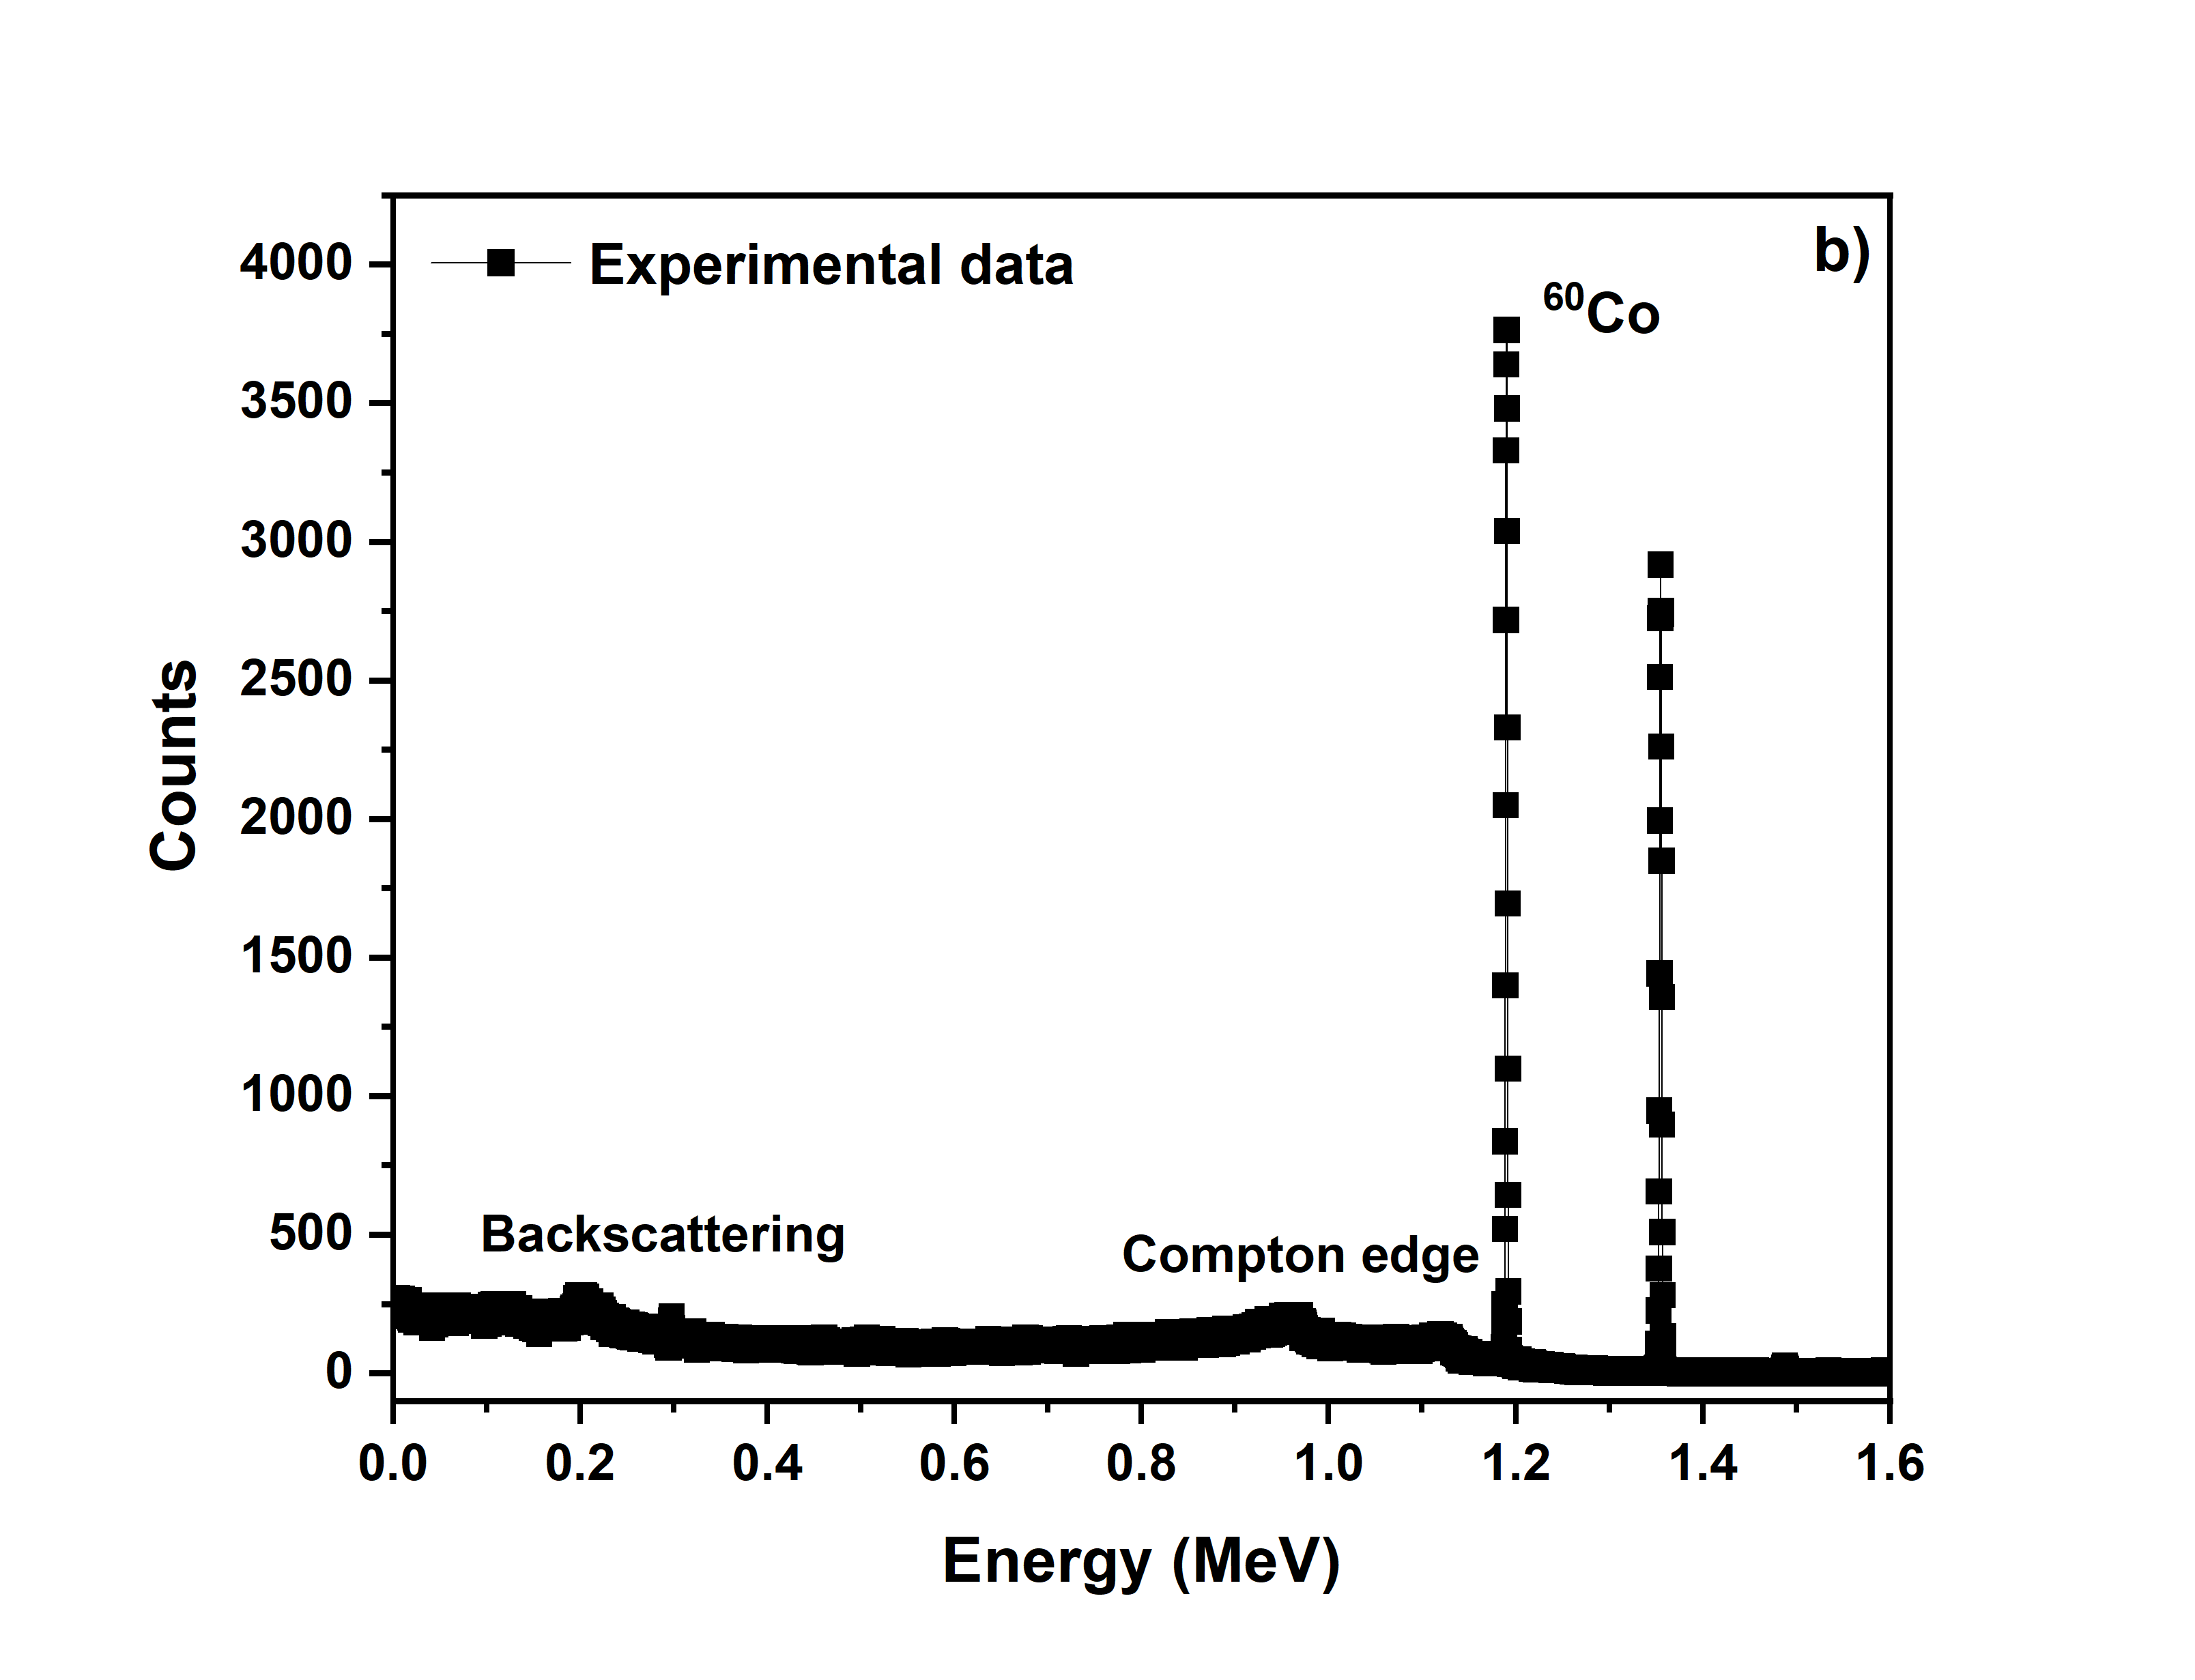 b)
Experimental data
⁶⁰Co
4000
3500
3000
2500
2000
1500
1000
500
0
Counts
Backscattering
Compton edge
0.0 0.2 0.4 0.6 0.8 1.0 1.2 1.4 1.6
Energy (MeV)